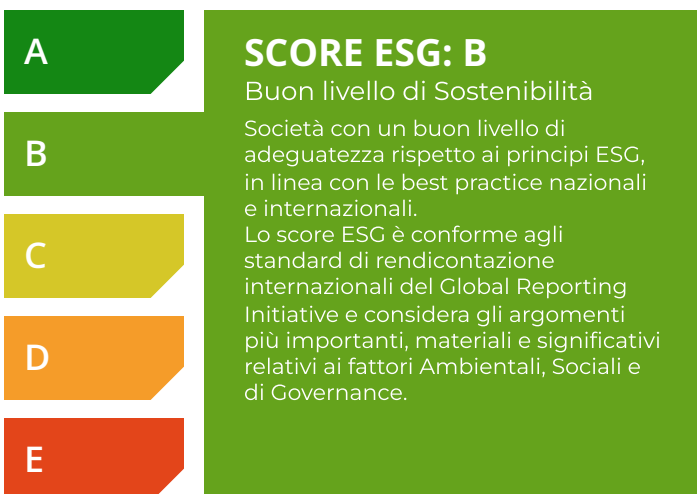 A
B
C
D
E
SCORE ESG: B
Buon livello di Sostenibilità
Società con un buon livello di
adeguatezza rispetto ai principi ESG,
in linea con le best practice nazionali
e internazionali.
Lo score ESG è conforme agli
standard di rendicontazione
internazionali del Global Reporting
Initiative e considera gli argomenti
più importanti, materiali e significativi
relativi ai fattori Ambientali, Sociali e
di Governance.